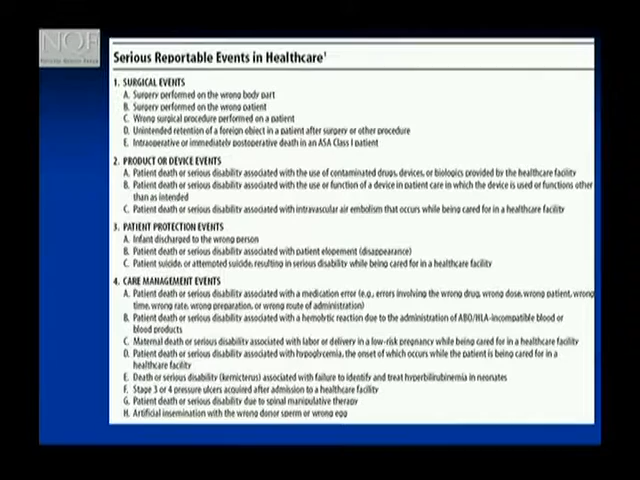 NQF
Serious Reportable Events in Healthcare¹
1. SURGICAL EVENTS
A. Surgery performed on the wrong body part
B. Surgery performed on the wrong patient
C. Wrong surgical procedure performed on a patient
D. Unintended retention of a foreign object in a patient after surgery or other procedure
E. Intraoperative or immediately postoperative death in an ASA Class I patient
2. PRODUCT OR DEVICE EVENTS
A. Patient death or serious disability associated with the use of contaminated drugs, devices, or biologics provided by the healthcare facility
B. Patient death or serious disability associated with the use or function of a device in patient care in which the device is used or functions other
than as intended
C. Patient death or serious disability associated with intravascular air embolism that occurs while being cared for in a healthcare facility
3. PATIENT PROTECTION EVENTS
A. Infant discharged to the wrong person
B. Patient death or serious disability associated with patient elopement (disappearance)
C. Patient suicide, or attempted suicide, resulting in serious disability while being cared for in a healthcare facility
4. CARE MANAGEMENT EVENTS
A. Patient death or serious disability associated with a medication error (e.g., errors involving the wrong drug, wrong dose, wrong patient, wrong
time, wrong rate, wrong preparation, or wrong route of administration)
B. Patient death or serious disability associated with a hemolytic reaction due to the administration of ABO/HLA-incompatible blood or
blood products
C. Maternal death or serious disability associated with labor or delivery in a low-risk pregnancy while being cared for in a healthcare facility
D. Patient death or serious disability associated with hypoglycemia, the onset of which occurs while the patient is being cared for in a
healthcare facility
E. Death or serious disability (kernicterus) associated with failure to identify and treat hyperbilirubinemia in neonates
F. Stage 3 or 4 pressure ulcers acquired after admission to a healthcare facility
G. Patient death or serious disability due to spinal manipulative therapy
H. Artificial insemination with the wrong donor sperm or wrong egg